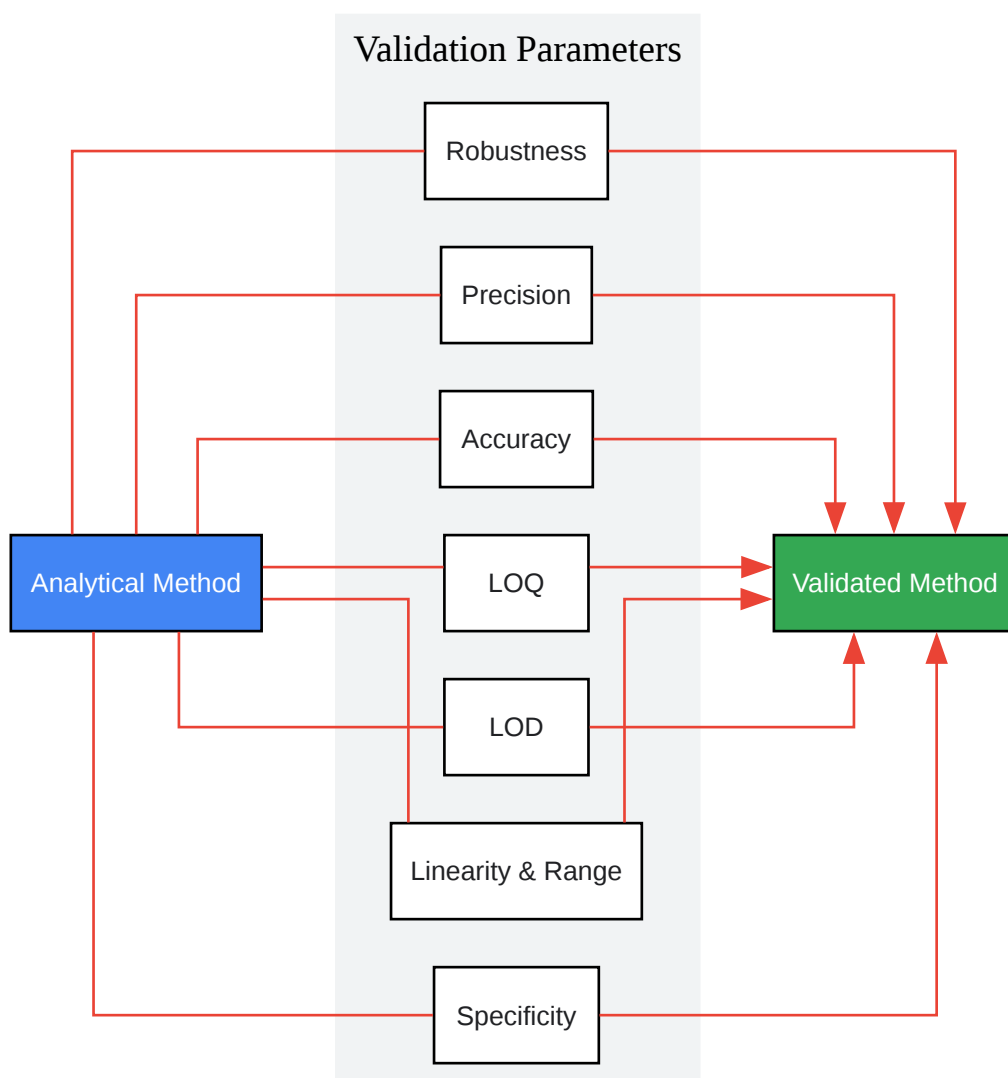 Validation Parameters
Robustness
Precision
Accuracy
Analytical Method
LOQ
Validated Method
LOD
Linearity & Range
Specificity